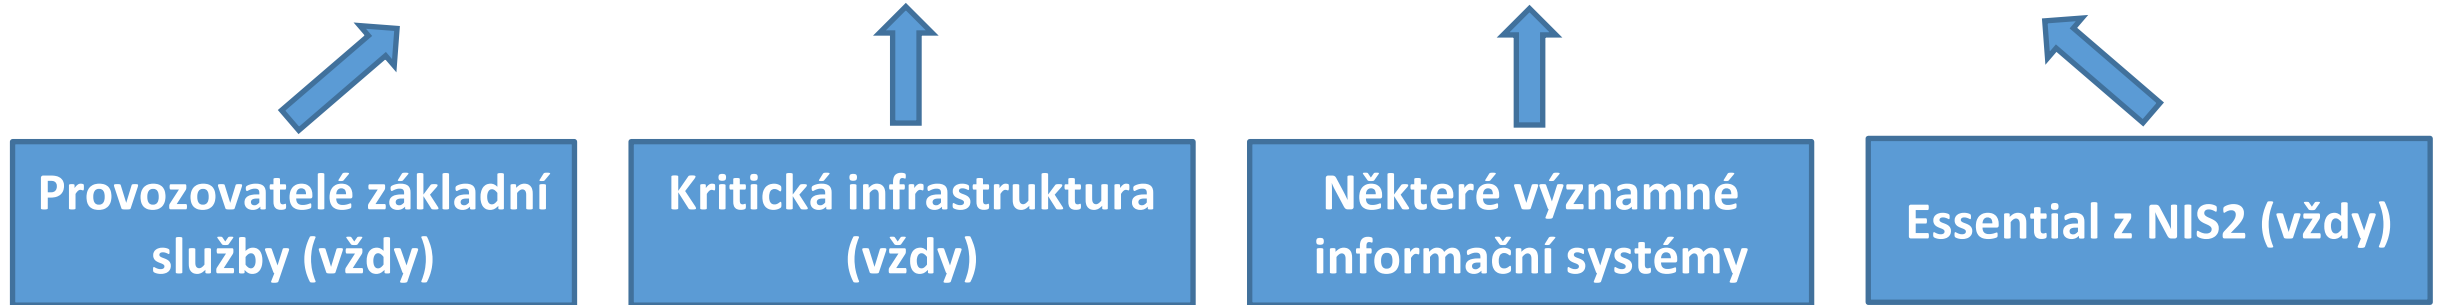 Provozovatelé základní
služby (vždy)
Kritická infrastruktura
(vždy)
Některé významné
informační systémy
Essential z NIS2 (vždy)